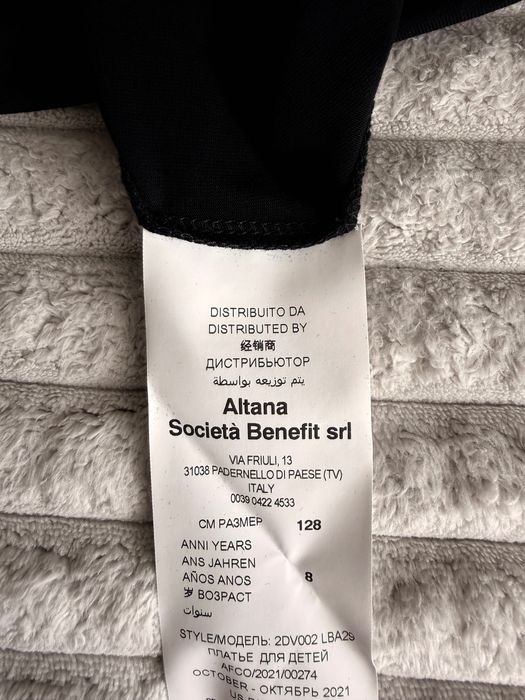 DISTRIBUITO DA
DISTRIBUTED BY
经销商
ДИСТРИБЬЮТОР
يتم توزيعه بواسطة
Altana
Società Benefit srl
VIA FRIULI, 13
31038 PADERNELLO DI PAESE (TV)
ITALY
0039 0422 4533
СМ РАЗМЕР 128
ANNI YEARS
ANS JAHREN
AÑOS ANOS 8
岁 ВОЗРАСТ
سنوات
STYLE/МОДЕЛЬ: 2DV002 LBA29
ПЛАТЬЕ ДЛЯ ДЕТЕЙ
AFCO/2021/00274
OCTOBER - ОКТЯБРЬ 2021